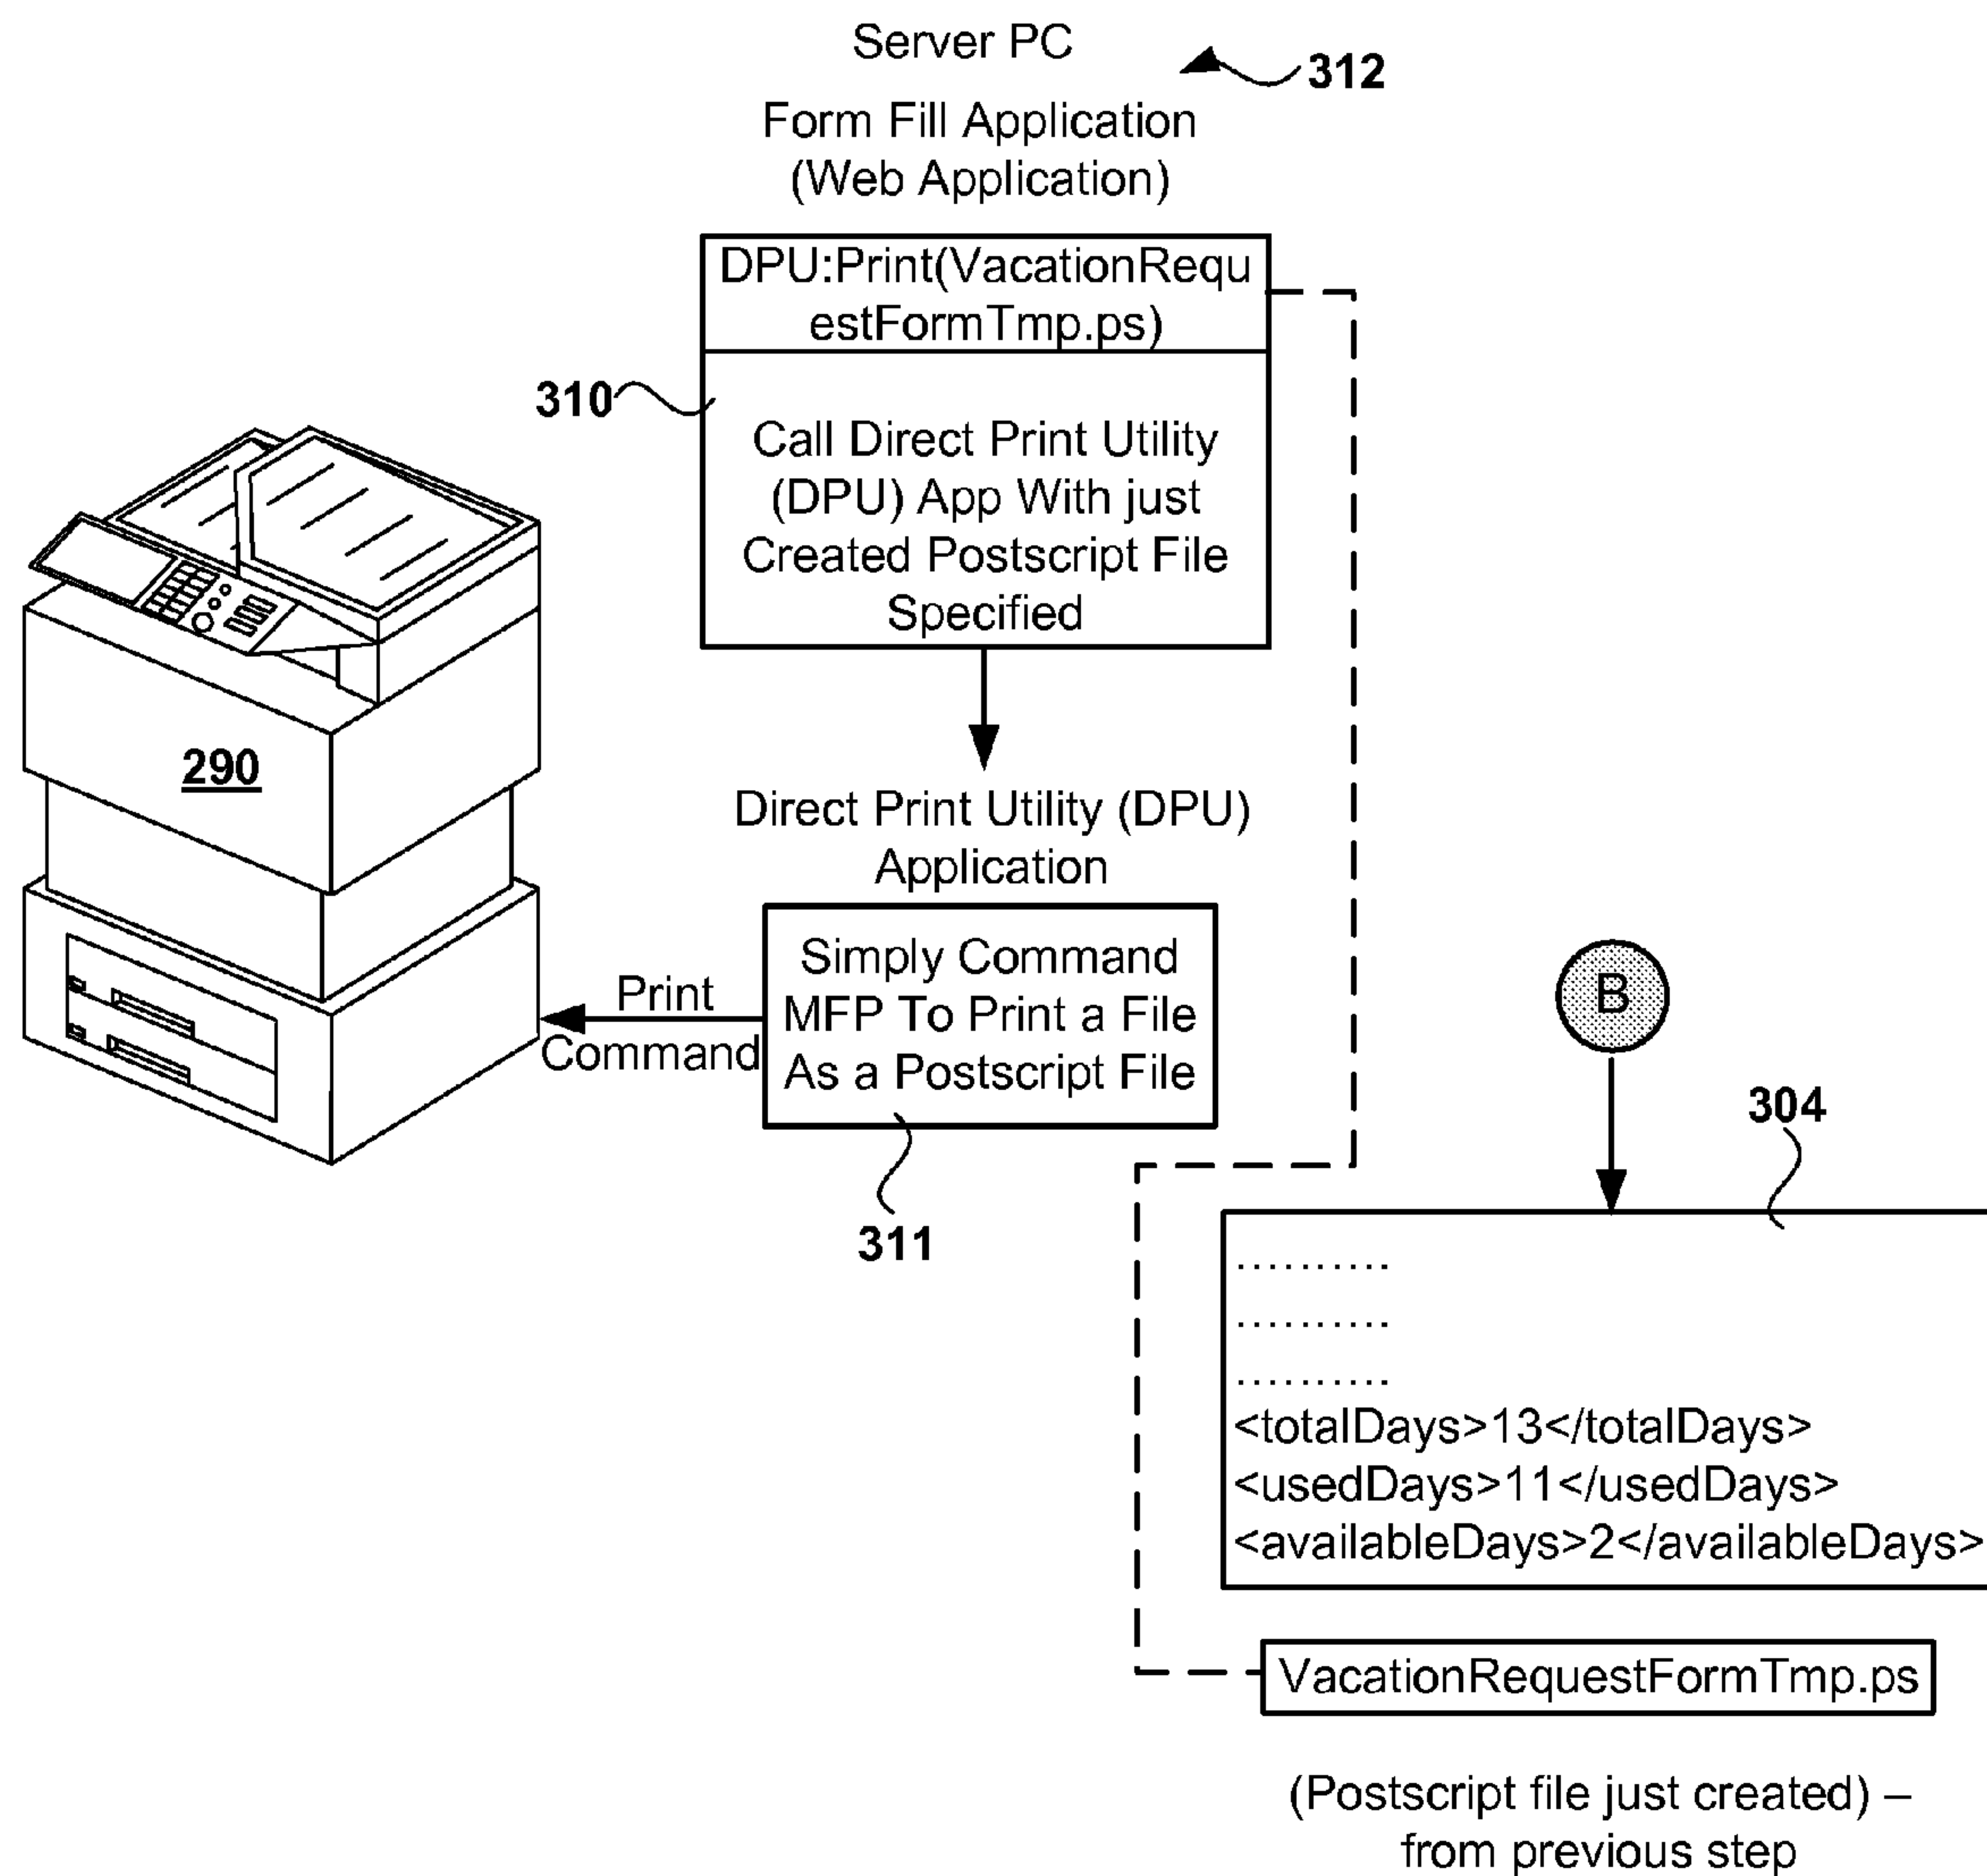 Server PC
312
Form Fill Application
(Web Application)
DPU:Print(VacationRequ
estFormTmp.ps)
310
Call Direct Print Utility
(DPU) App With just
Created Postscript File
Specified
290
Direct Print Utility (DPU)
Application
Simply Command
MFP To Print a File
As a Postscript File
Print
Command
311
B
304
..........
..........
..........
<totalDays>13</totalDays>
<usedDays>11</usedDays>
<availableDays>2</availableDays>
VacationRequestFormTmp.ps
(Postscript file just created) –
from previous step